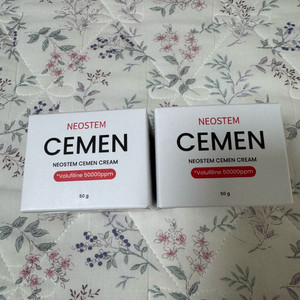 NEOSTEM
CEMEN
NEOSTEM CEMEN CREAM
*Volufiline 50000ppm
50 g
NEOSTEM
CEMEN
NEOSTEM CEMEN CREAM
*Volufiline 50000ppm
50 g